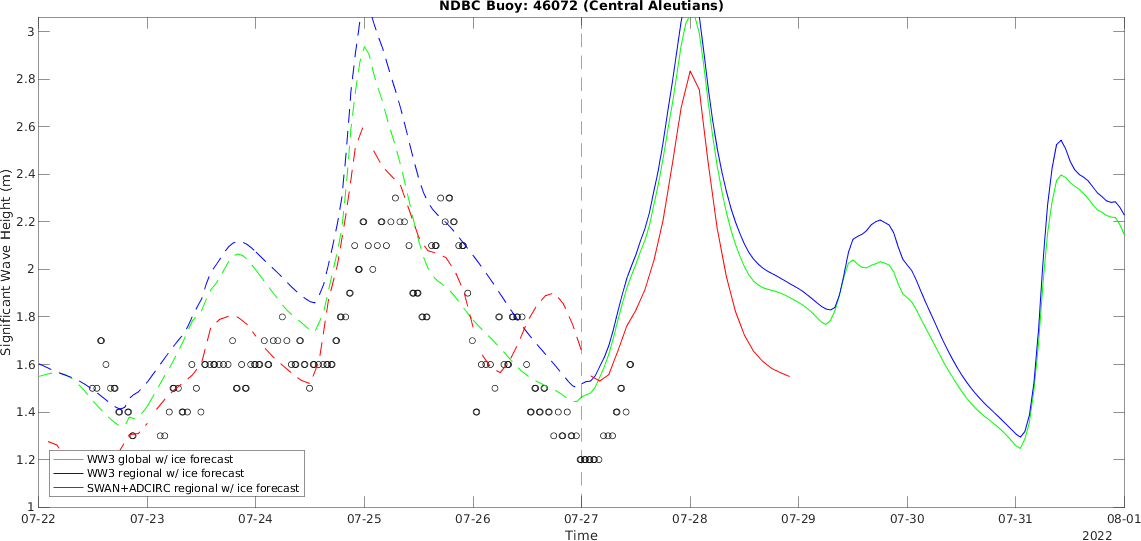 NDBC Buoy: 46072 (Central Aleutians)
3
2.8
2.6
2.4
2.2
2
1.8
1.6
1.4
1.2
1
Significant Wave Height (m)
WW3 global w/ ice forecast
WW3 regional w/ ice forecast
SWAN+ADCIRC regional w/ ice forecast
07-22 07-23 07-24 07-25 07-26 07-27 07-28 07-29 07-30 07-31 08-01
Time
2022